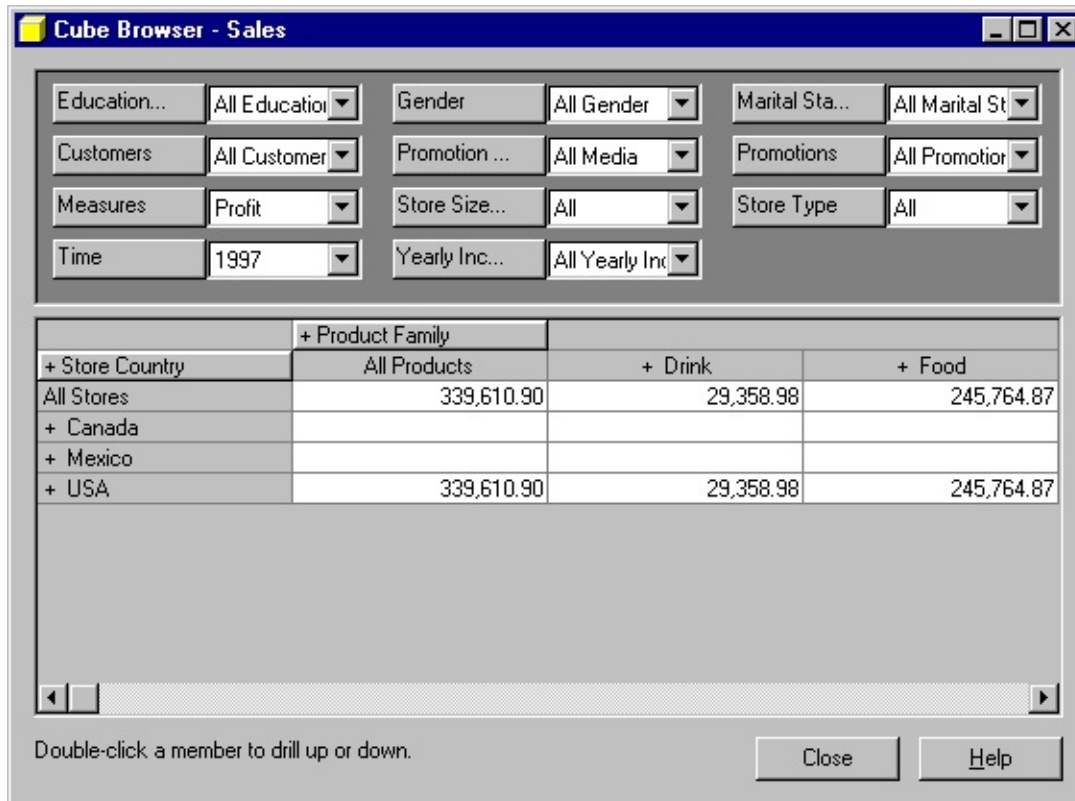 Cube Browser - Sales
Education... All Education Gender All Gender Marital Sta... All Marital St
Customers All Customer Promotion ... All Media Promotions All Promotion
Measures Profit Store Size... All Store Type All
Time 1997 Yearly Inc... All Yearly Inc
+ Product Family
+ Store Country All Products + Drink + Food
All Stores 339,610.90 29,358.98 245,764.87
+ Canada
+ Mexico
+ USA 339,610.90 29,358.98 245,764.87
Double-click a member to drill up or down. Close Help